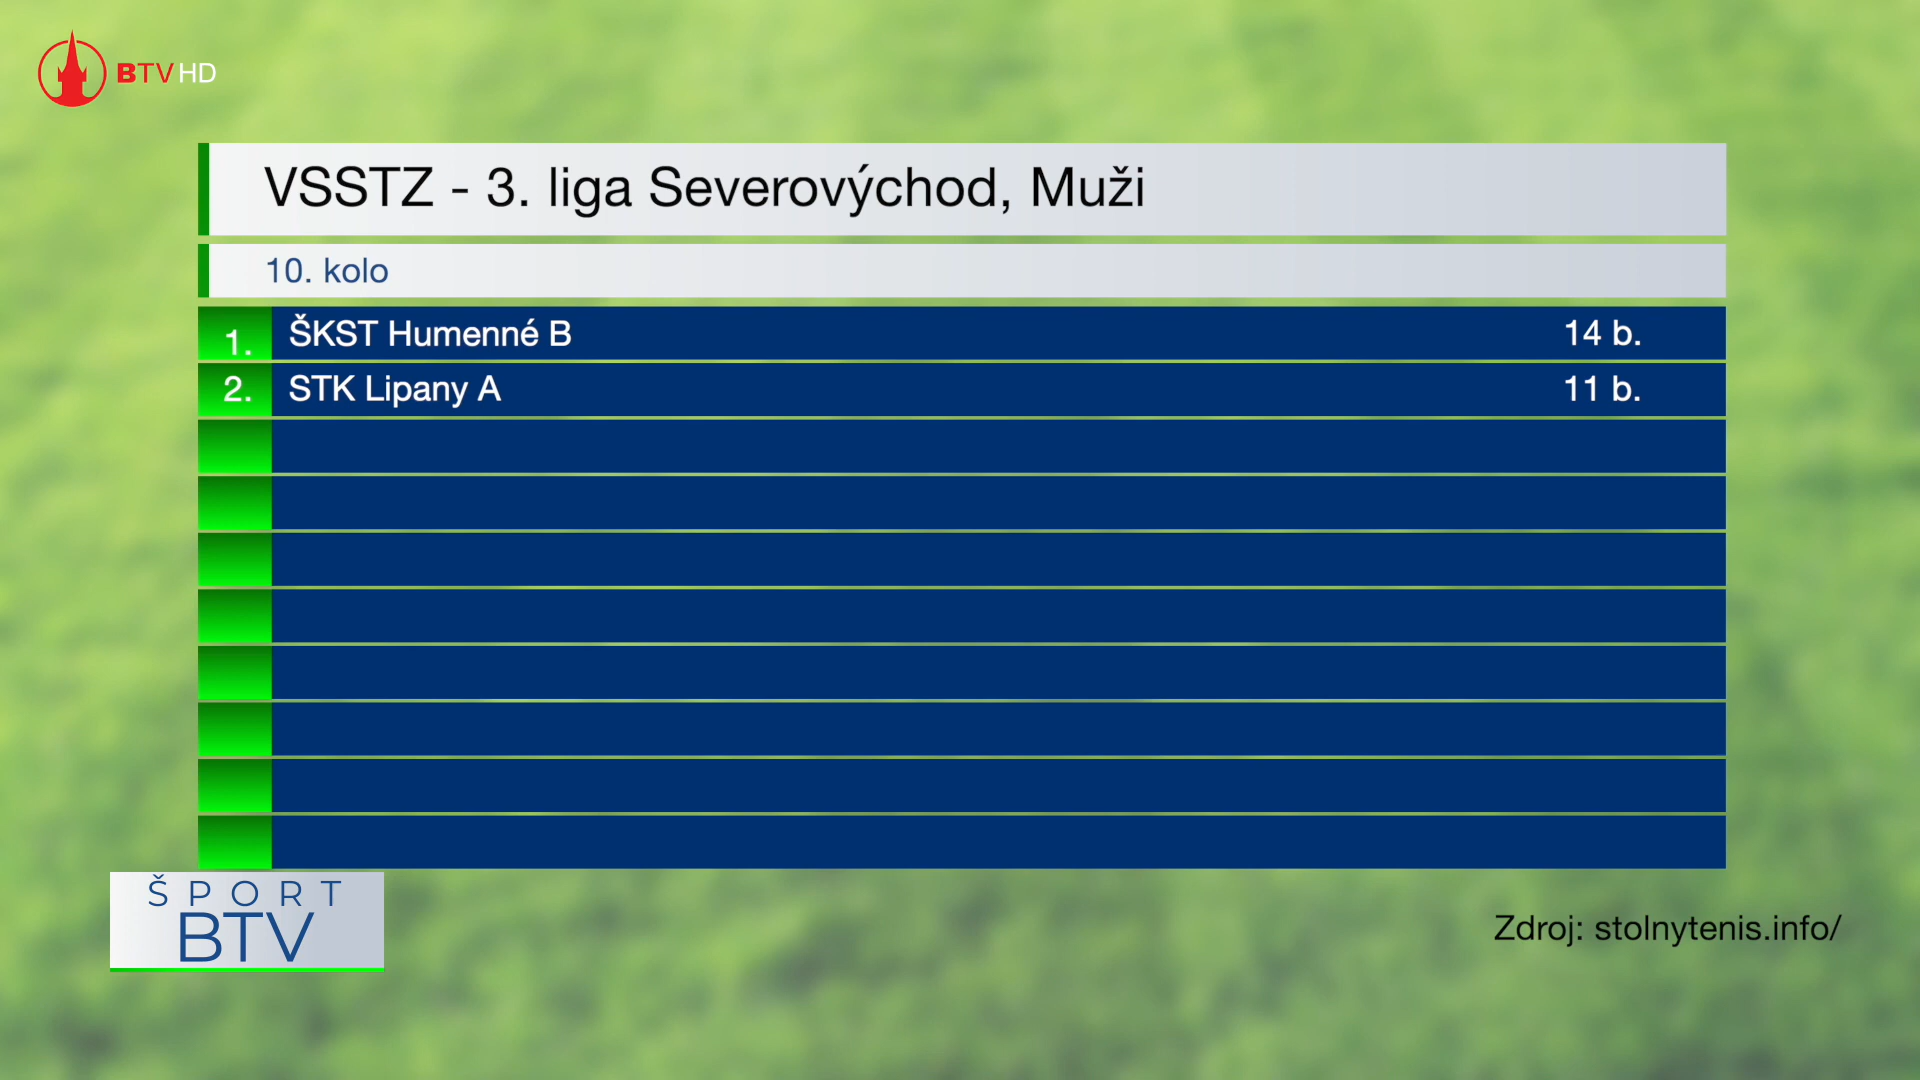 BTV HD
VSSTZ - 3. liga Severovýchod, Muži
10. kolo
1. ŠKST Humenné B 14 b.
2. STK Lipany A 11 b.
ŠPORT
BTV
Zdroj: stolnytenis.info/